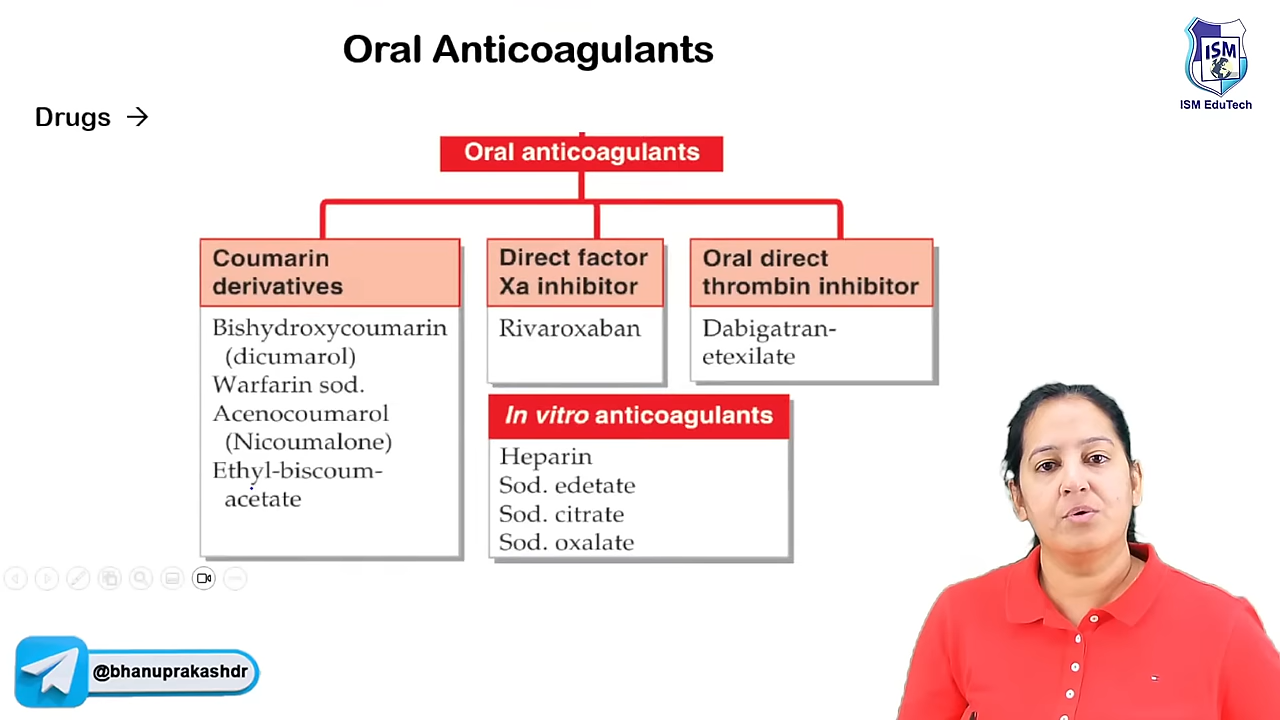 Oral Anticoagulants
ISM
ISM EduTech
Drugs →
Oral anticoagulants
Coumarin
derivatives
Bishydroxycoumarin
(dicumarol)
Warfarin sod.
Acenocoumarol
(Nicoumalone)
Ethyl-biscoum-
acetate
Direct factor
Xa inhibitor
Rivaroxaban
Oral direct
thrombin inhibitor
Dabigatran-
etexilate
In vitro anticoagulants
Heparin
Sod. edetate
Sod. citrate
Sod. oxalate
@bhanuprakashdr